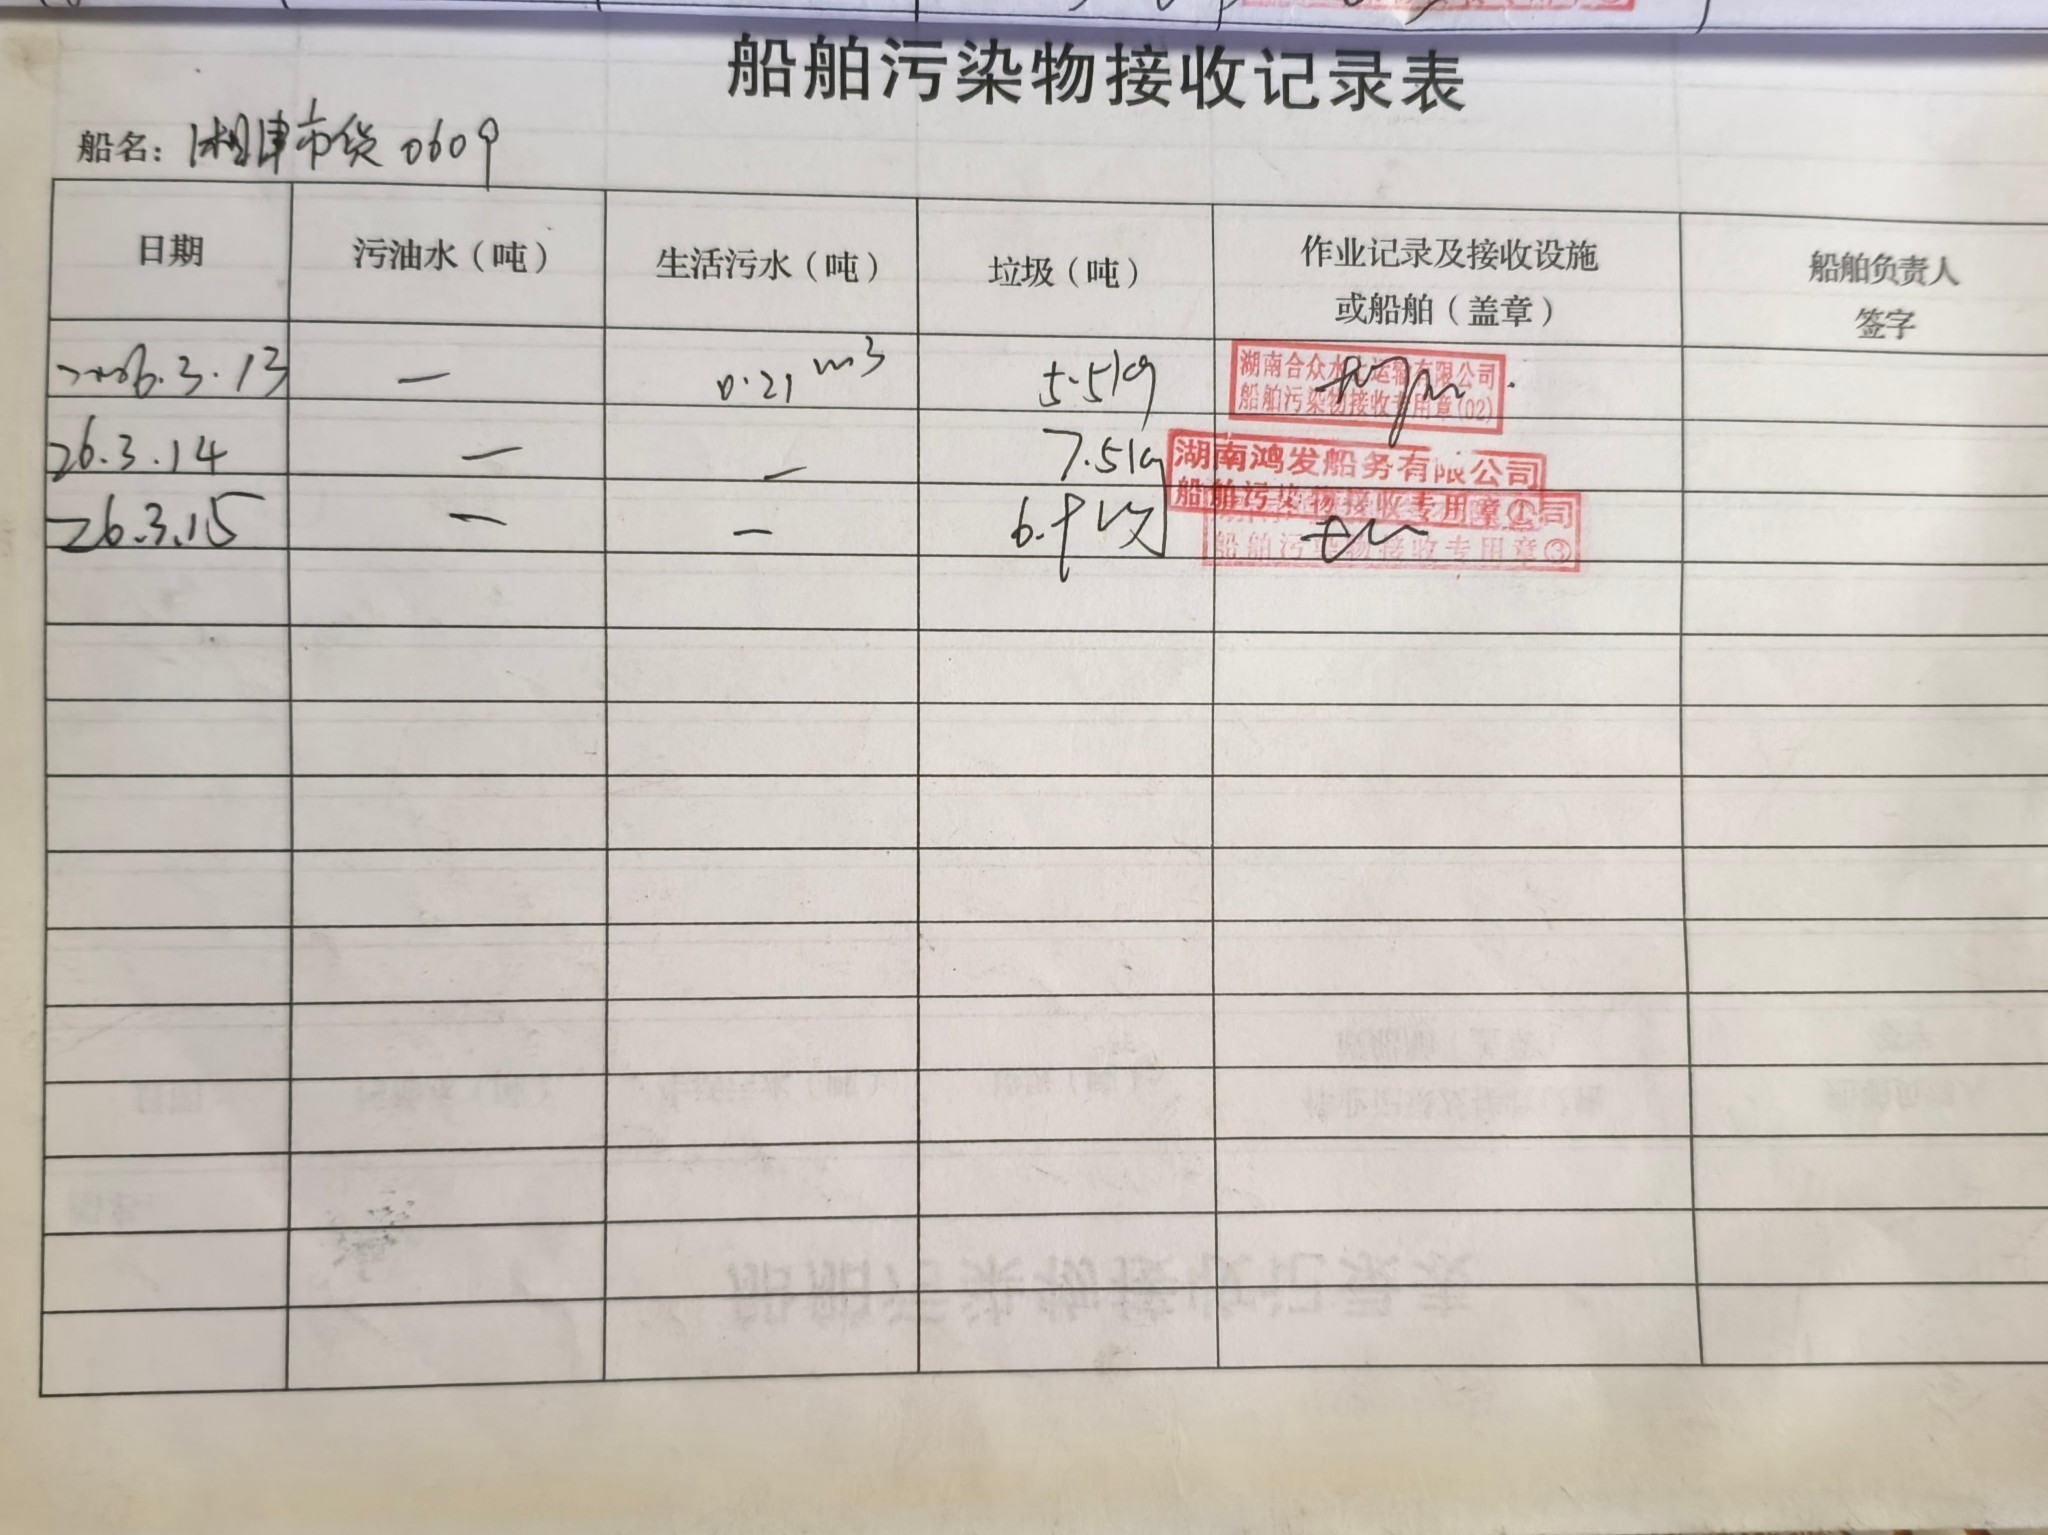 船舶污染物接收记录表
船名：湘津市货0609
日期 污油水（吨） 生活污水（吨） 垃圾（吨） 作业记录及接收设施 或船舶（盖章） 船舶负责人 签字
2026.3.13 — 0.21m3 5.5kg
湖南合众水上运输有限公司
船舶污染物接收专用章(02)
26.3.14 — — 7.5kg
湖南鸿发船务有限公司
船舶污染物接收专用章①
26.3.15 — —
船舶污染物接收专用章③